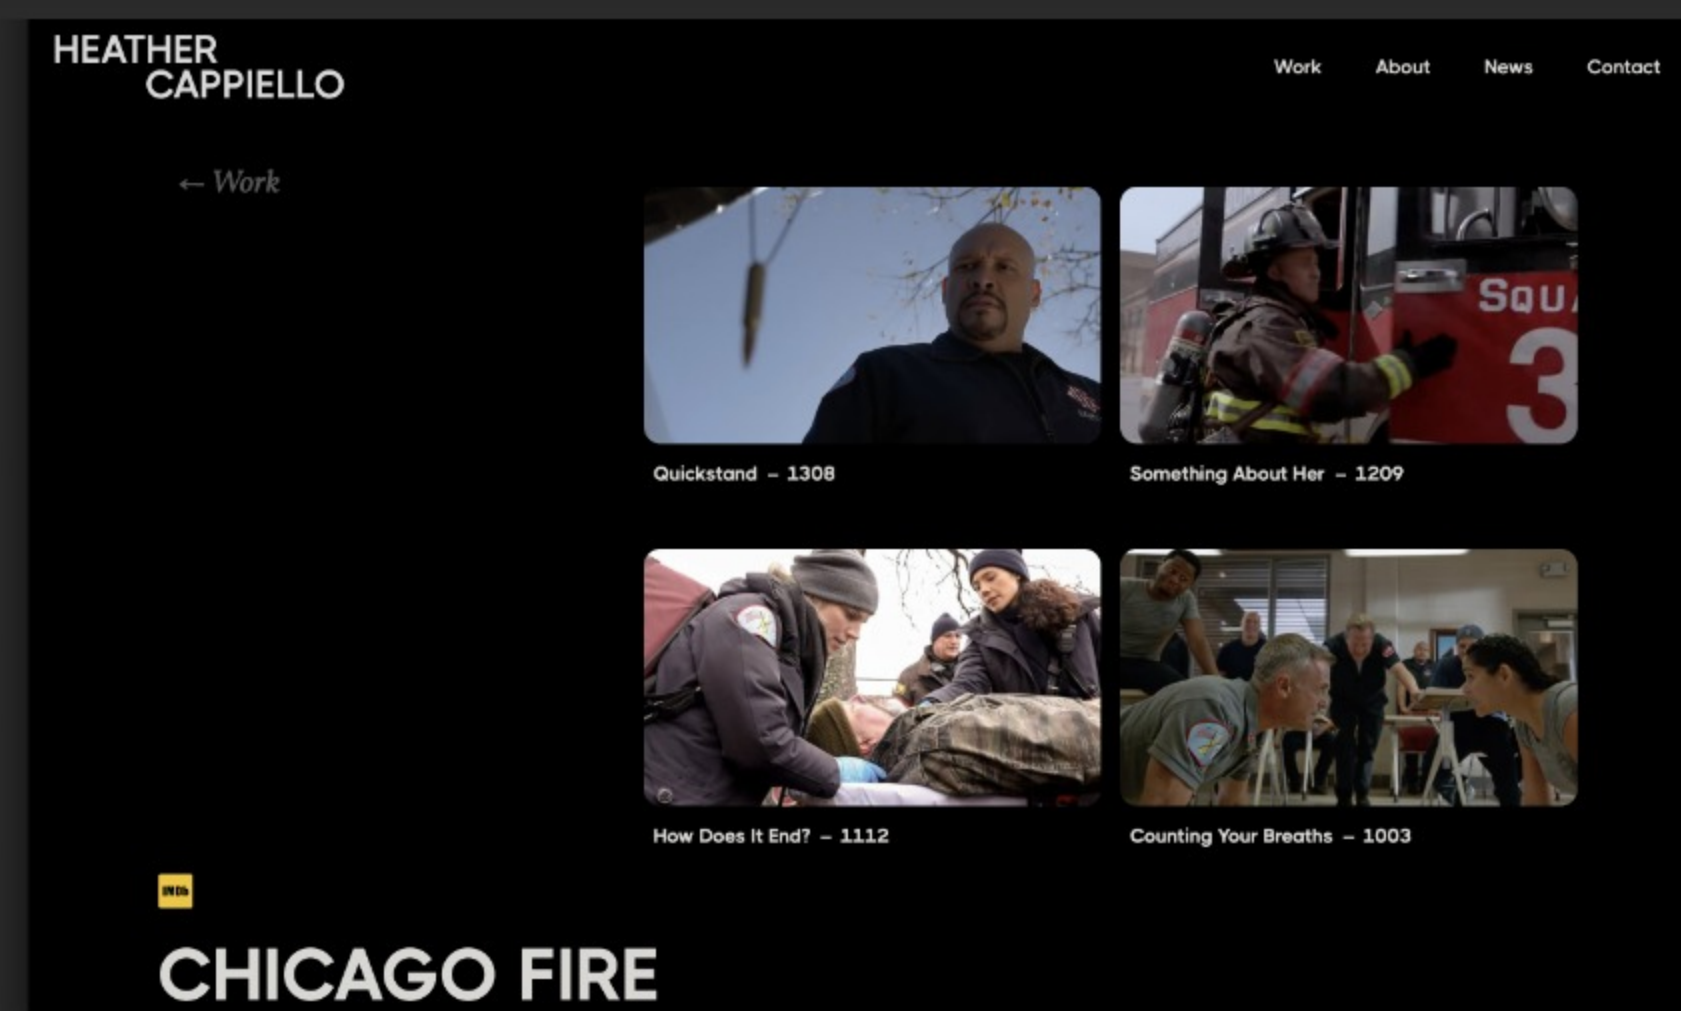 HEATHER
CAPPIELLO
Work
About
News
Contact
← Work
SQU
3
Quickstand – 1308
Something About Her – 1209
How Does It End? – 1112
Counting Your Breaths – 1003
IMDb
CHICAGO FIRE